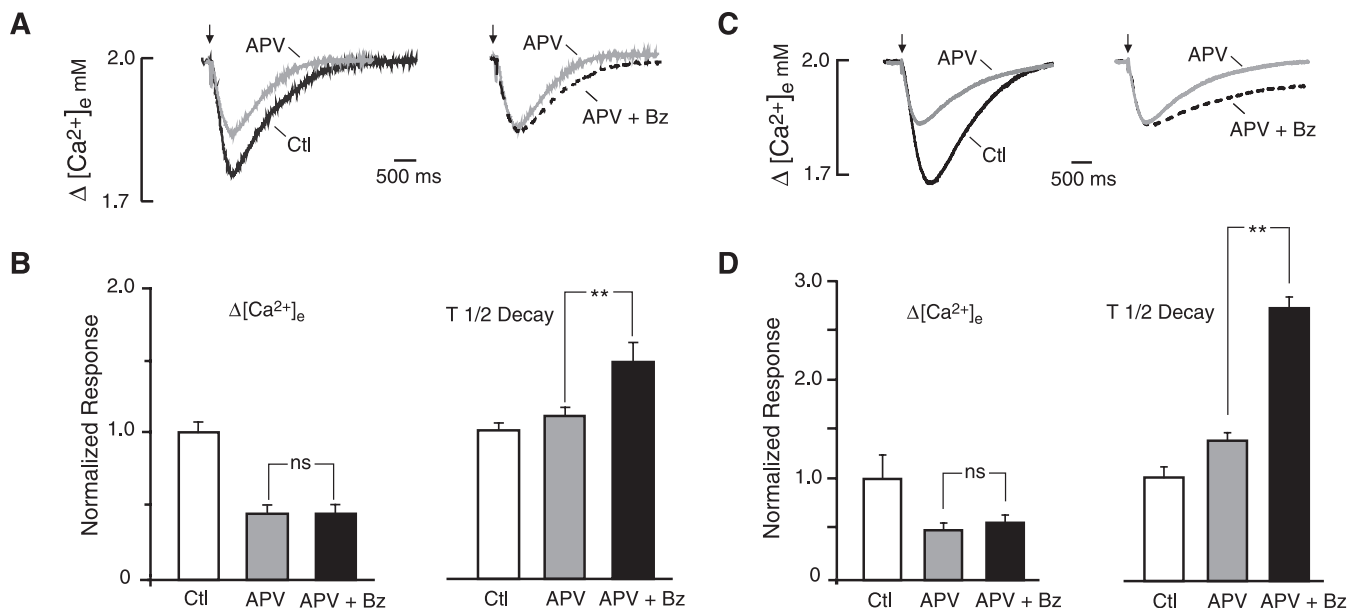 A
2.0
1.7
Δ [Ca²⁺]ₑ mM
APV
Ctl
500 ms
APV + Bz
C
2.0
1.7
Δ [Ca²⁺]ₑ mM
APV
Ctl
500 ms
APV + Bz
B
2.0
1.0
0
Normalized Response
Δ[Ca²⁺]ₑ
ns
Ctl
APV
APV + Bz
T 1/2 Decay
**
Ctl
APV
APV + Bz
D
3.0
2.0
1.0
0.0
Normalized Response
Δ[Ca²⁺]ₑ
ns
Ctl
APV
APV + Bz
T 1/2 Decay
**
Ctl
APV
APV + Bz